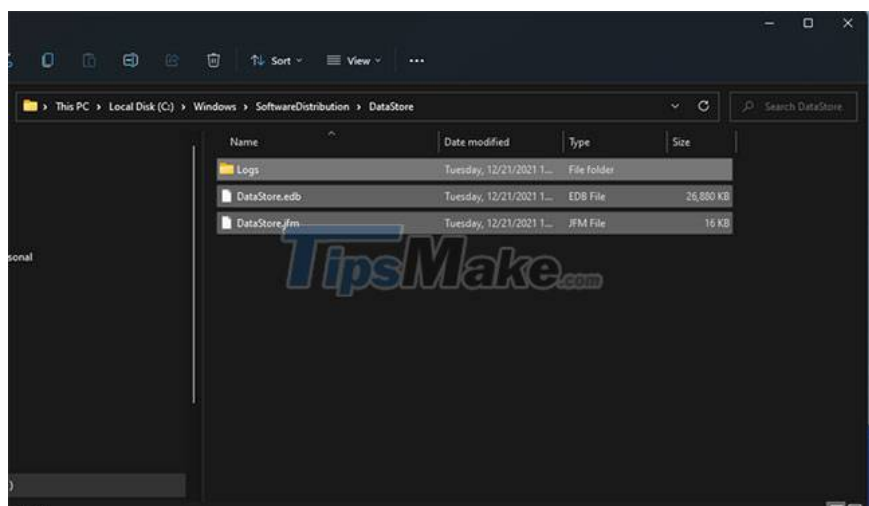 Sort View
This PC > Local Disk (C:) > Windows > SoftwareDistribution > DataStore Search DataStore
Name Date modified Type Size
Logs Tuesday, 12/21/2021 1... File folder
DataStore.edb Tuesday, 12/21/2021 1... EDB File 26,880 KB
DataStore.jfm Tuesday, 12/21/2021 1... JFM File 16 KB
sonal
TipsMake.com
)